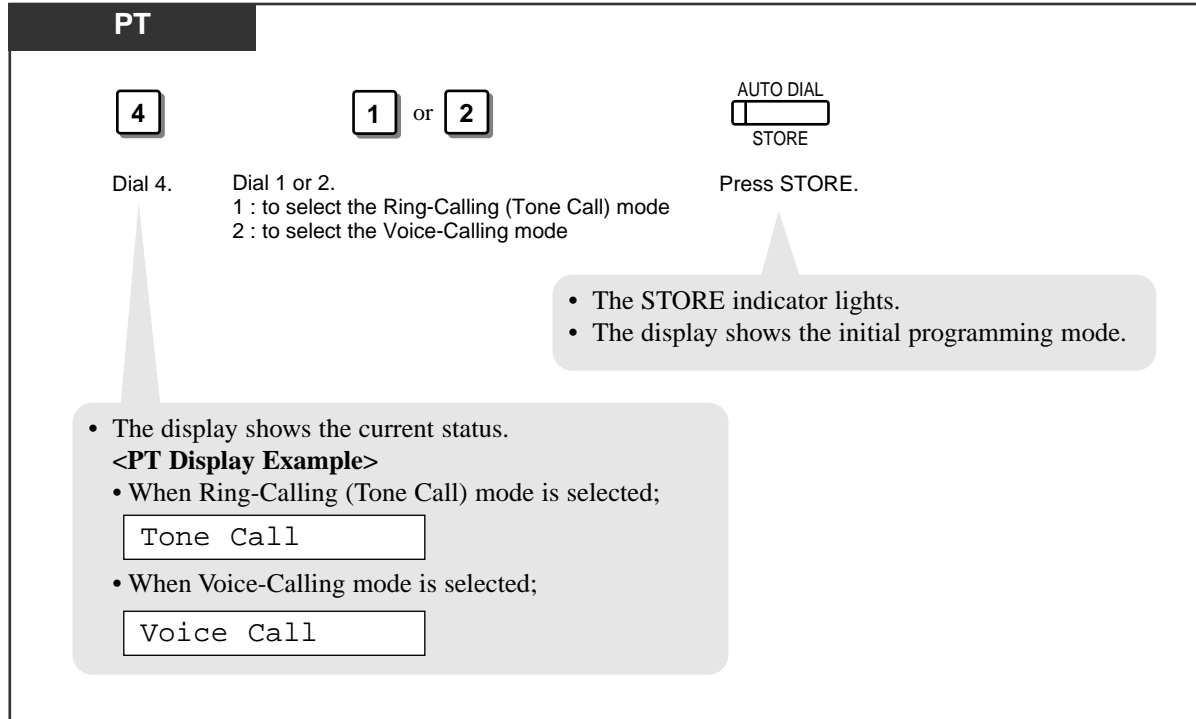 PT
4
1 or 2
AUTO DIAL
STORE
Dial 4.
Dial 1 or 2.
1 : to select the Ring-Calling (Tone Call) mode
2 : to select the Voice-Calling mode
Press STORE.
• The STORE indicator lights.
• The display shows the initial programming mode.
• The display shows the current status.
<PT Display Example>
• When Ring-Calling (Tone Call) mode is selected;
Tone Call
• When Voice-Calling mode is selected;
Voice Call